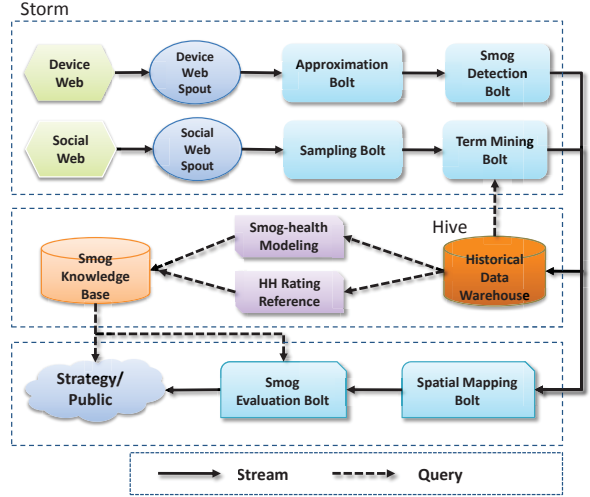 Storm
Device
Web
Device
Web
Spout
Approximation
Bolt
Smog
Detection
Bolt
Social
Web
Social
Web
Spout
Sampling Bolt
Term Mining
Bolt
Hive
Smog
Knowledge
Base
Smog-health
Modeling
HH Rating
Reference
Historical
Data
Warehouse
Strategy/
Public
Smog
Evaluation Bolt
Spatial Mapping
Bolt
Stream
Query